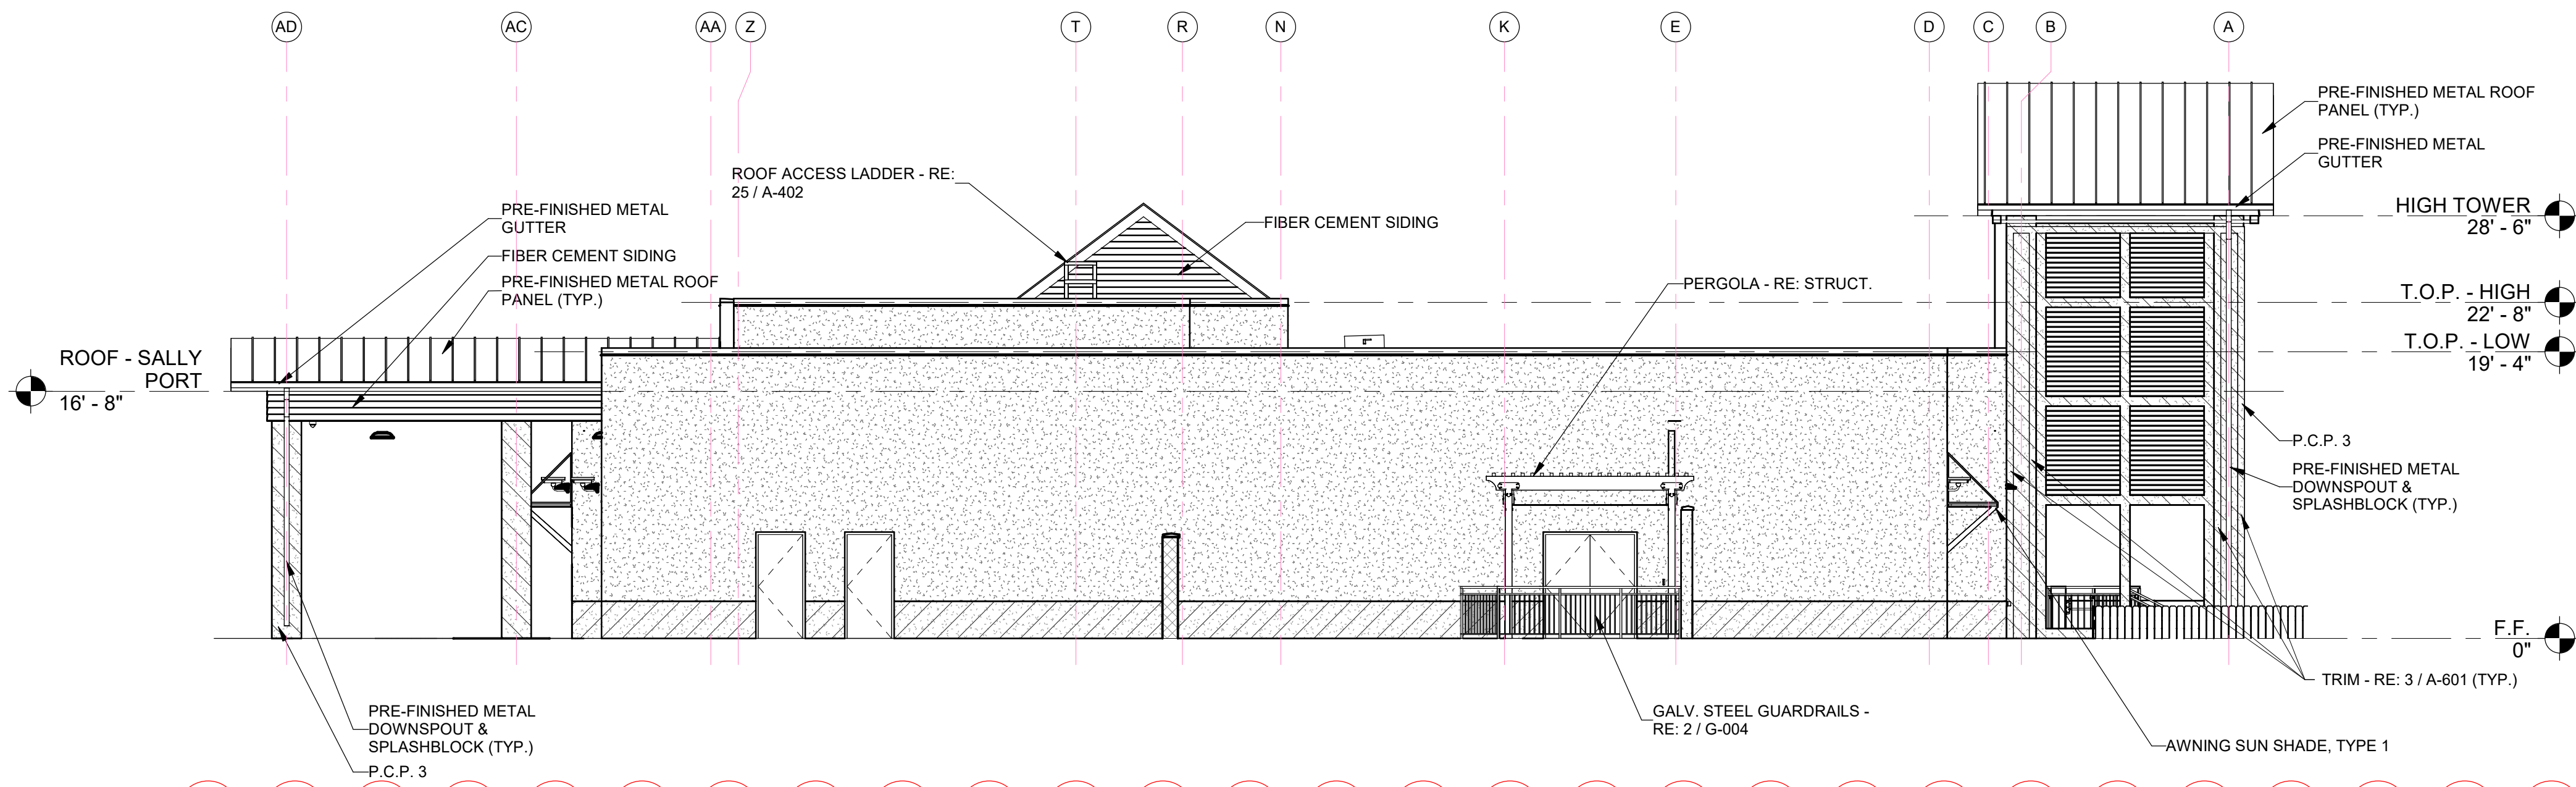 AD
AC
AA
Z
T
R
N
K
E
D
C
B
A
PRE-FINISHED METAL ROOF
PANEL (TYP.)
PRE-FINISHED METAL
GUTTER
ROOF ACCESS LADDER - RE:
25 / A-402
PRE-FINISHED METAL
GUTTER
FIBER CEMENT SIDING
HIGH TOWER
28' - 6"
FIBER CEMENT SIDING
PRE-FINISHED METAL ROOF
PANEL (TYP.)
PERGOLA - RE: STRUCT.
T.O.P. - HIGH
22' - 8"
T.O.P. - LOW
19' - 4"
ROOF - SALLY
PORT
16' - 8"
P.C.P. 3
PRE-FINISHED METAL
DOWNSPOUT &
SPLASHBLOCK (TYP.)
F.F.
0"
TRIM - RE: 3 / A-601 (TYP.)
PRE-FINISHED METAL
DOWNSPOUT &
SPLASHBLOCK (TYP.)
P.C.P. 3
GALV. STEEL GUARDRAILS -
RE: 2 / G-004
AWNING SUN SHADE, TYPE 1